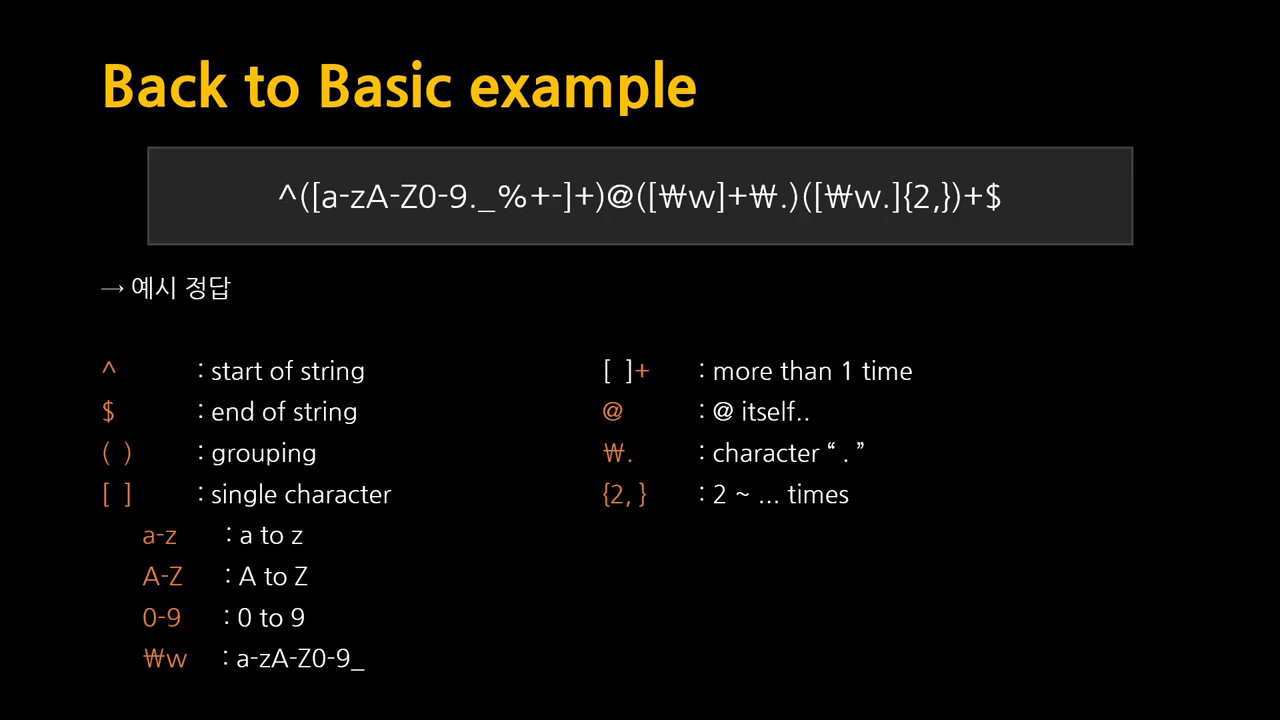 Back to Basic example
^([a-zA-Z0-9._%+-]+)@([₩w]+₩.)([₩w.]{2,})+$
→ 예시 정답
^ : start of string
$ : end of string
( ) : grouping
[ ] : single character
a-z : a to z
A-Z : A to Z
0-9 : 0 to 9
₩w : a-zA-Z0-9_
[ ]+ : more than 1 time
@ : @ itself..
₩. : character “ . ”
{2, } : 2 ~ ... times